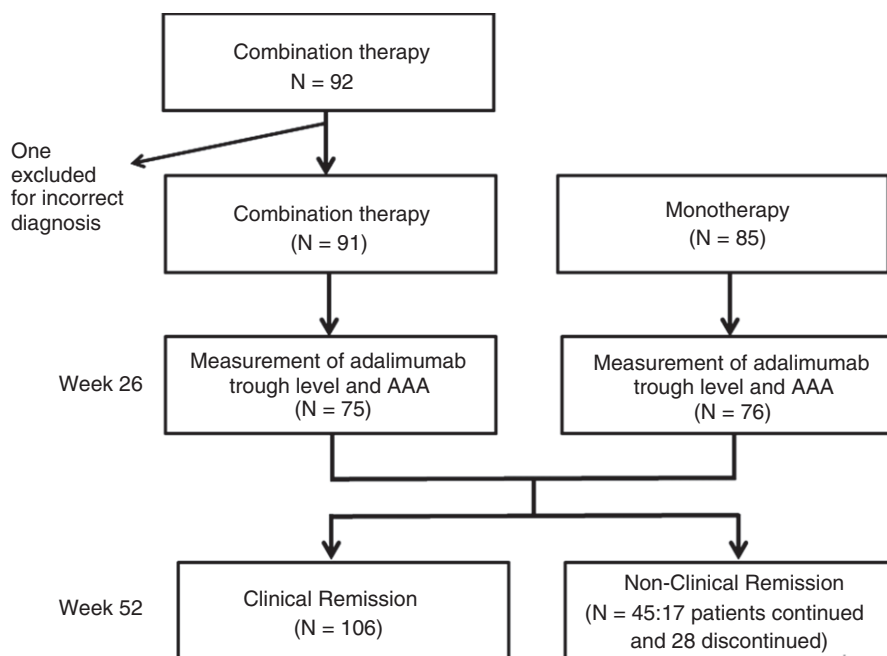 Combination therapy
N = 92
One
excluded
for incorrect
diagnosis
Combination therapy
(N = 91)
Monotherapy
(N = 85)
Week 26
Measurement of adalimumab
trough level and AAA
(N = 75)
Measurement of adalimumab
trough level and AAA
(N = 76)
Week 52
Clinical Remission
(N = 106)
Non-Clinical Remission
(N = 45:17 patients continued
and 28 discontinued)